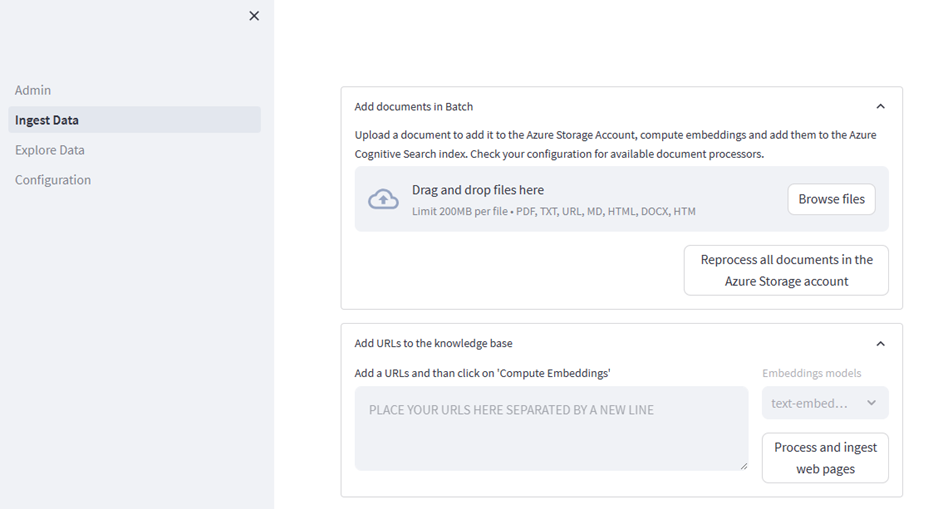 Admin
Ingest Data
Explore Data
Configuration
Add documents in Batch
Upload a document to add it to the Azure Storage Account, compute embeddings and add them to the Azure
Cognitive Search index. Check your configuration for available document processors.
Drag and drop files here
Limit 200MB per file • PDF, TXT, URL, MD, HTML, DOCX, HTM
Browse files
Reprocess all documents in the
Azure Storage account
Add URLs to the knowledge base
Add a URLs and than click on 'Compute Embeddings'
PLACE YOUR URLS HERE SEPARATED BY A NEW LINE
Embeddings models
text-embed...
Process and ingest
web pages